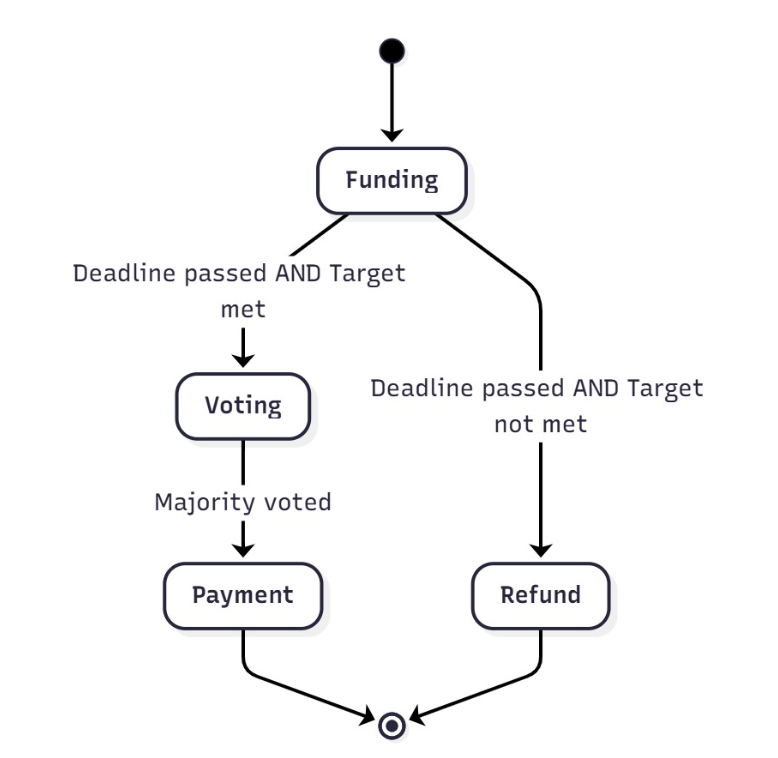 Funding
Deadline passed AND Target
met
Deadline passed AND Target
not met
Voting
Majority voted
Payment
Refund